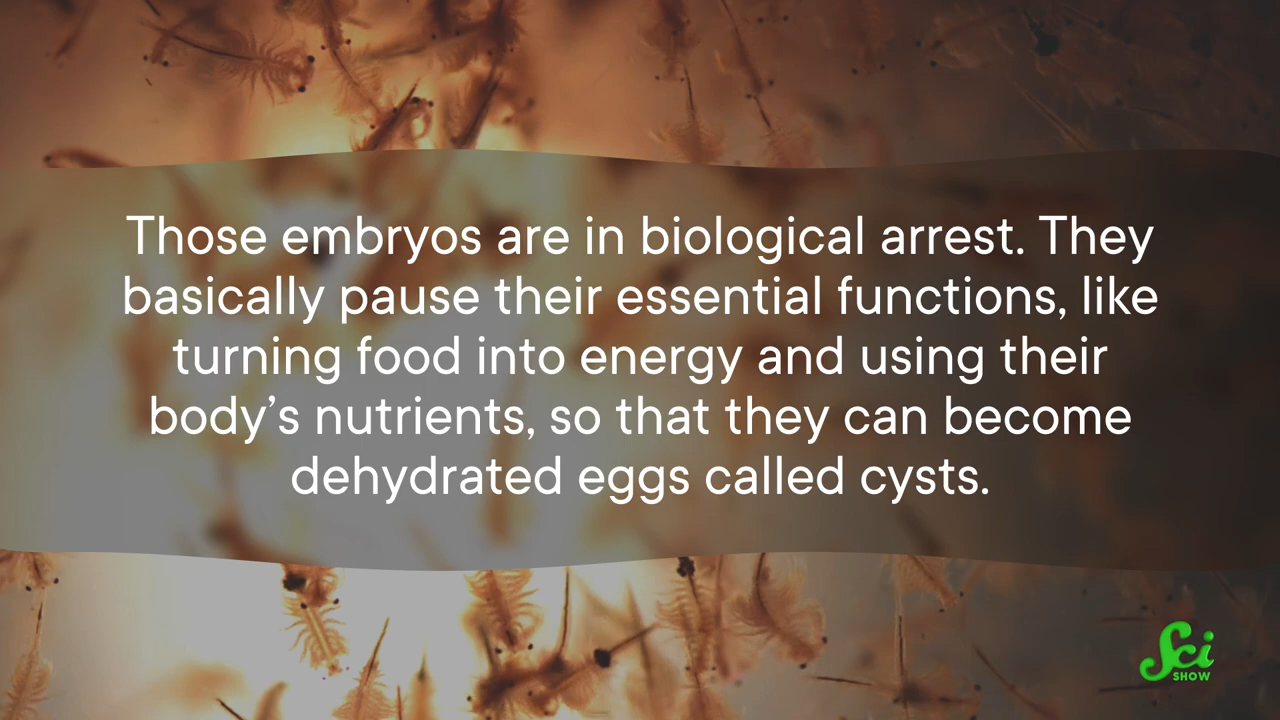 Those embryos are in biological arrest. They
basically pause their essential functions, like
turning food into energy and using their
body’s nutrients, so that they can become
dehydrated eggs called cysts.
Sci
SHOW